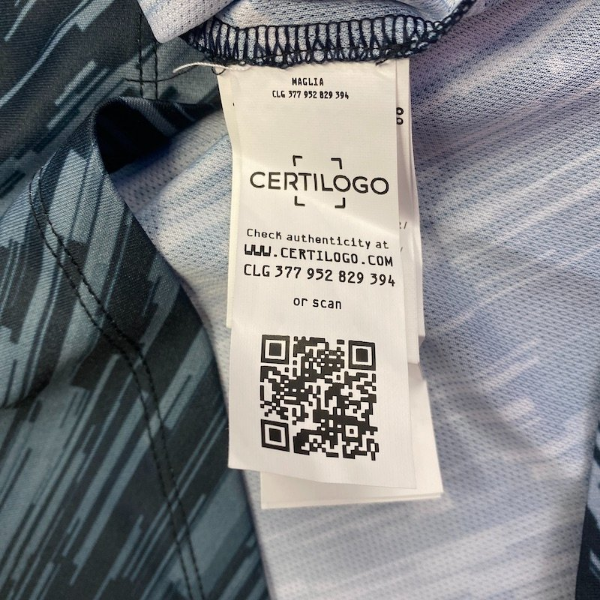 MAGLIA
CLG 377 952 829 394
CERTILOGO
Check authenticity at
WWW.CERTILOGO.COM
CLG 377 952 829 394
or scan